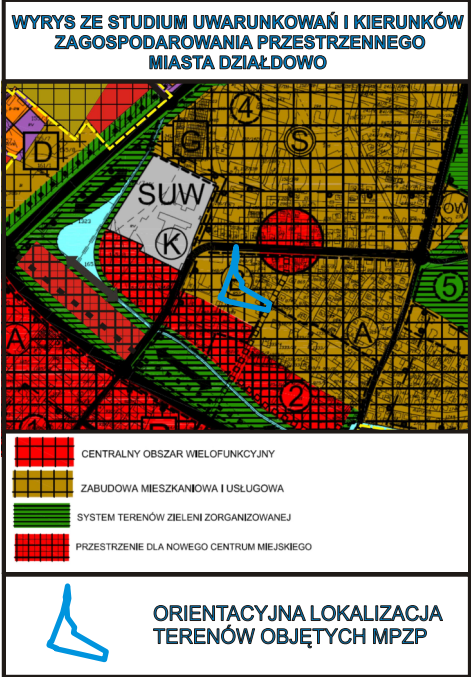 WYRYS ZE STUDIUM UWARUNKOWAŃ I KIERUNKÓW
ZAGOSPODAROWANIA PRZESTRZENNEGO
MIASTA DZIAŁDOWO
4
G
S
D
SUW
OW
K
5
A
A
2
CENTRALNY OBSZAR WIELOFUNKCYJNY
ZABUDOWA MIESZKANIOWA I USŁUGOWA
SYSTEM TERENÓW ZIELENI ZORGANIZOWANEJ
PRZESTRZENIE DLA NOWEGO CENTRUM MIEJSKIEGO
ORIENTACYJNA LOKALIZACJA
TERENÓW OBJĘTYCH MPZP